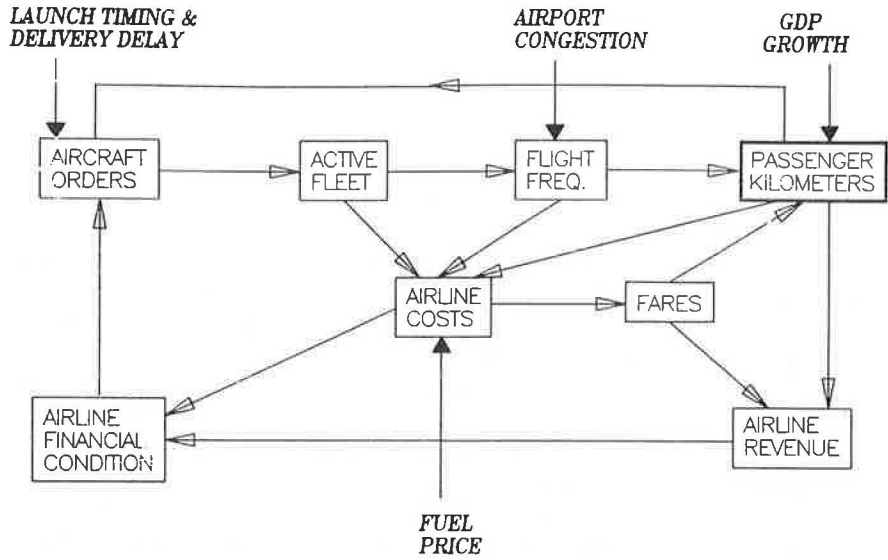 LAUNCH TIMING &
DELIVERY DELAY
AIRPORT
CONGESTION
GDP
GROWTH
AIRCRAFT
ORDERS
ACTIVE
FLEET
FLIGHT
FREQ.
PASSENGER
KILOMETERS
AIRLINE
COSTS
FARES
AIRLINE
FINANCIAL
CONDITION
AIRLINE
REVENUE
FUEL
PRICE